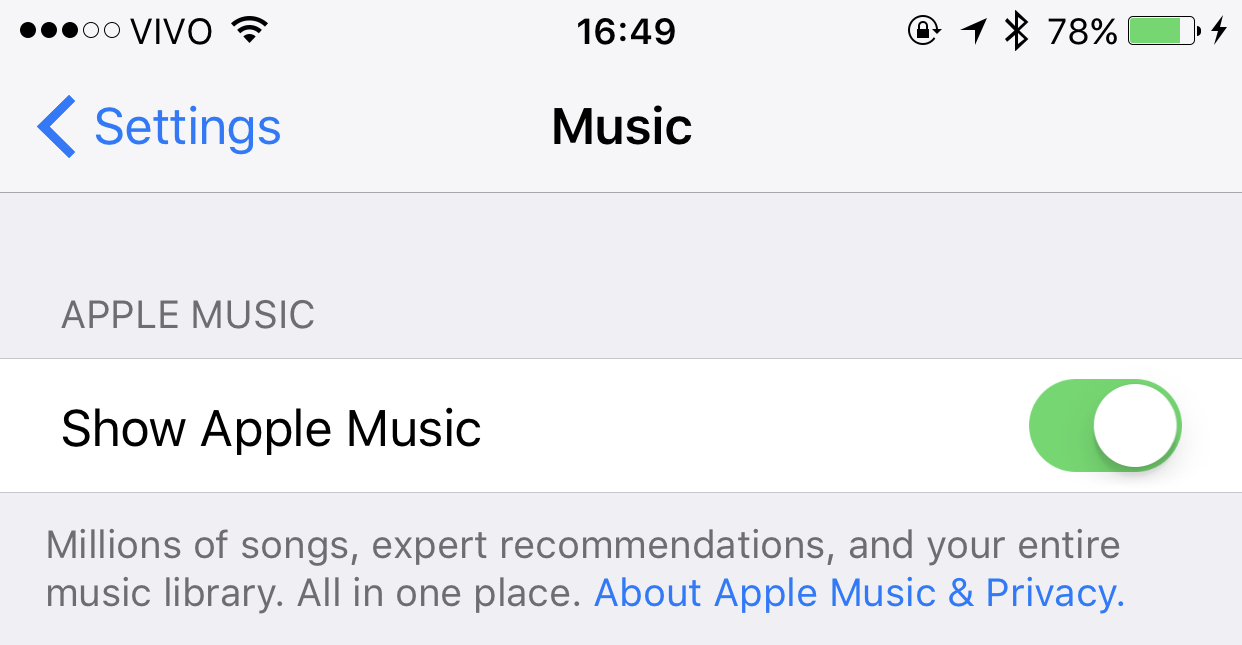 VIVO 16:49 78%
Settings Music
APPLE MUSIC
Show Apple Music
Millions of songs, expert recommendations, and your entire
music library. All in one place. About Apple Music & Privacy.